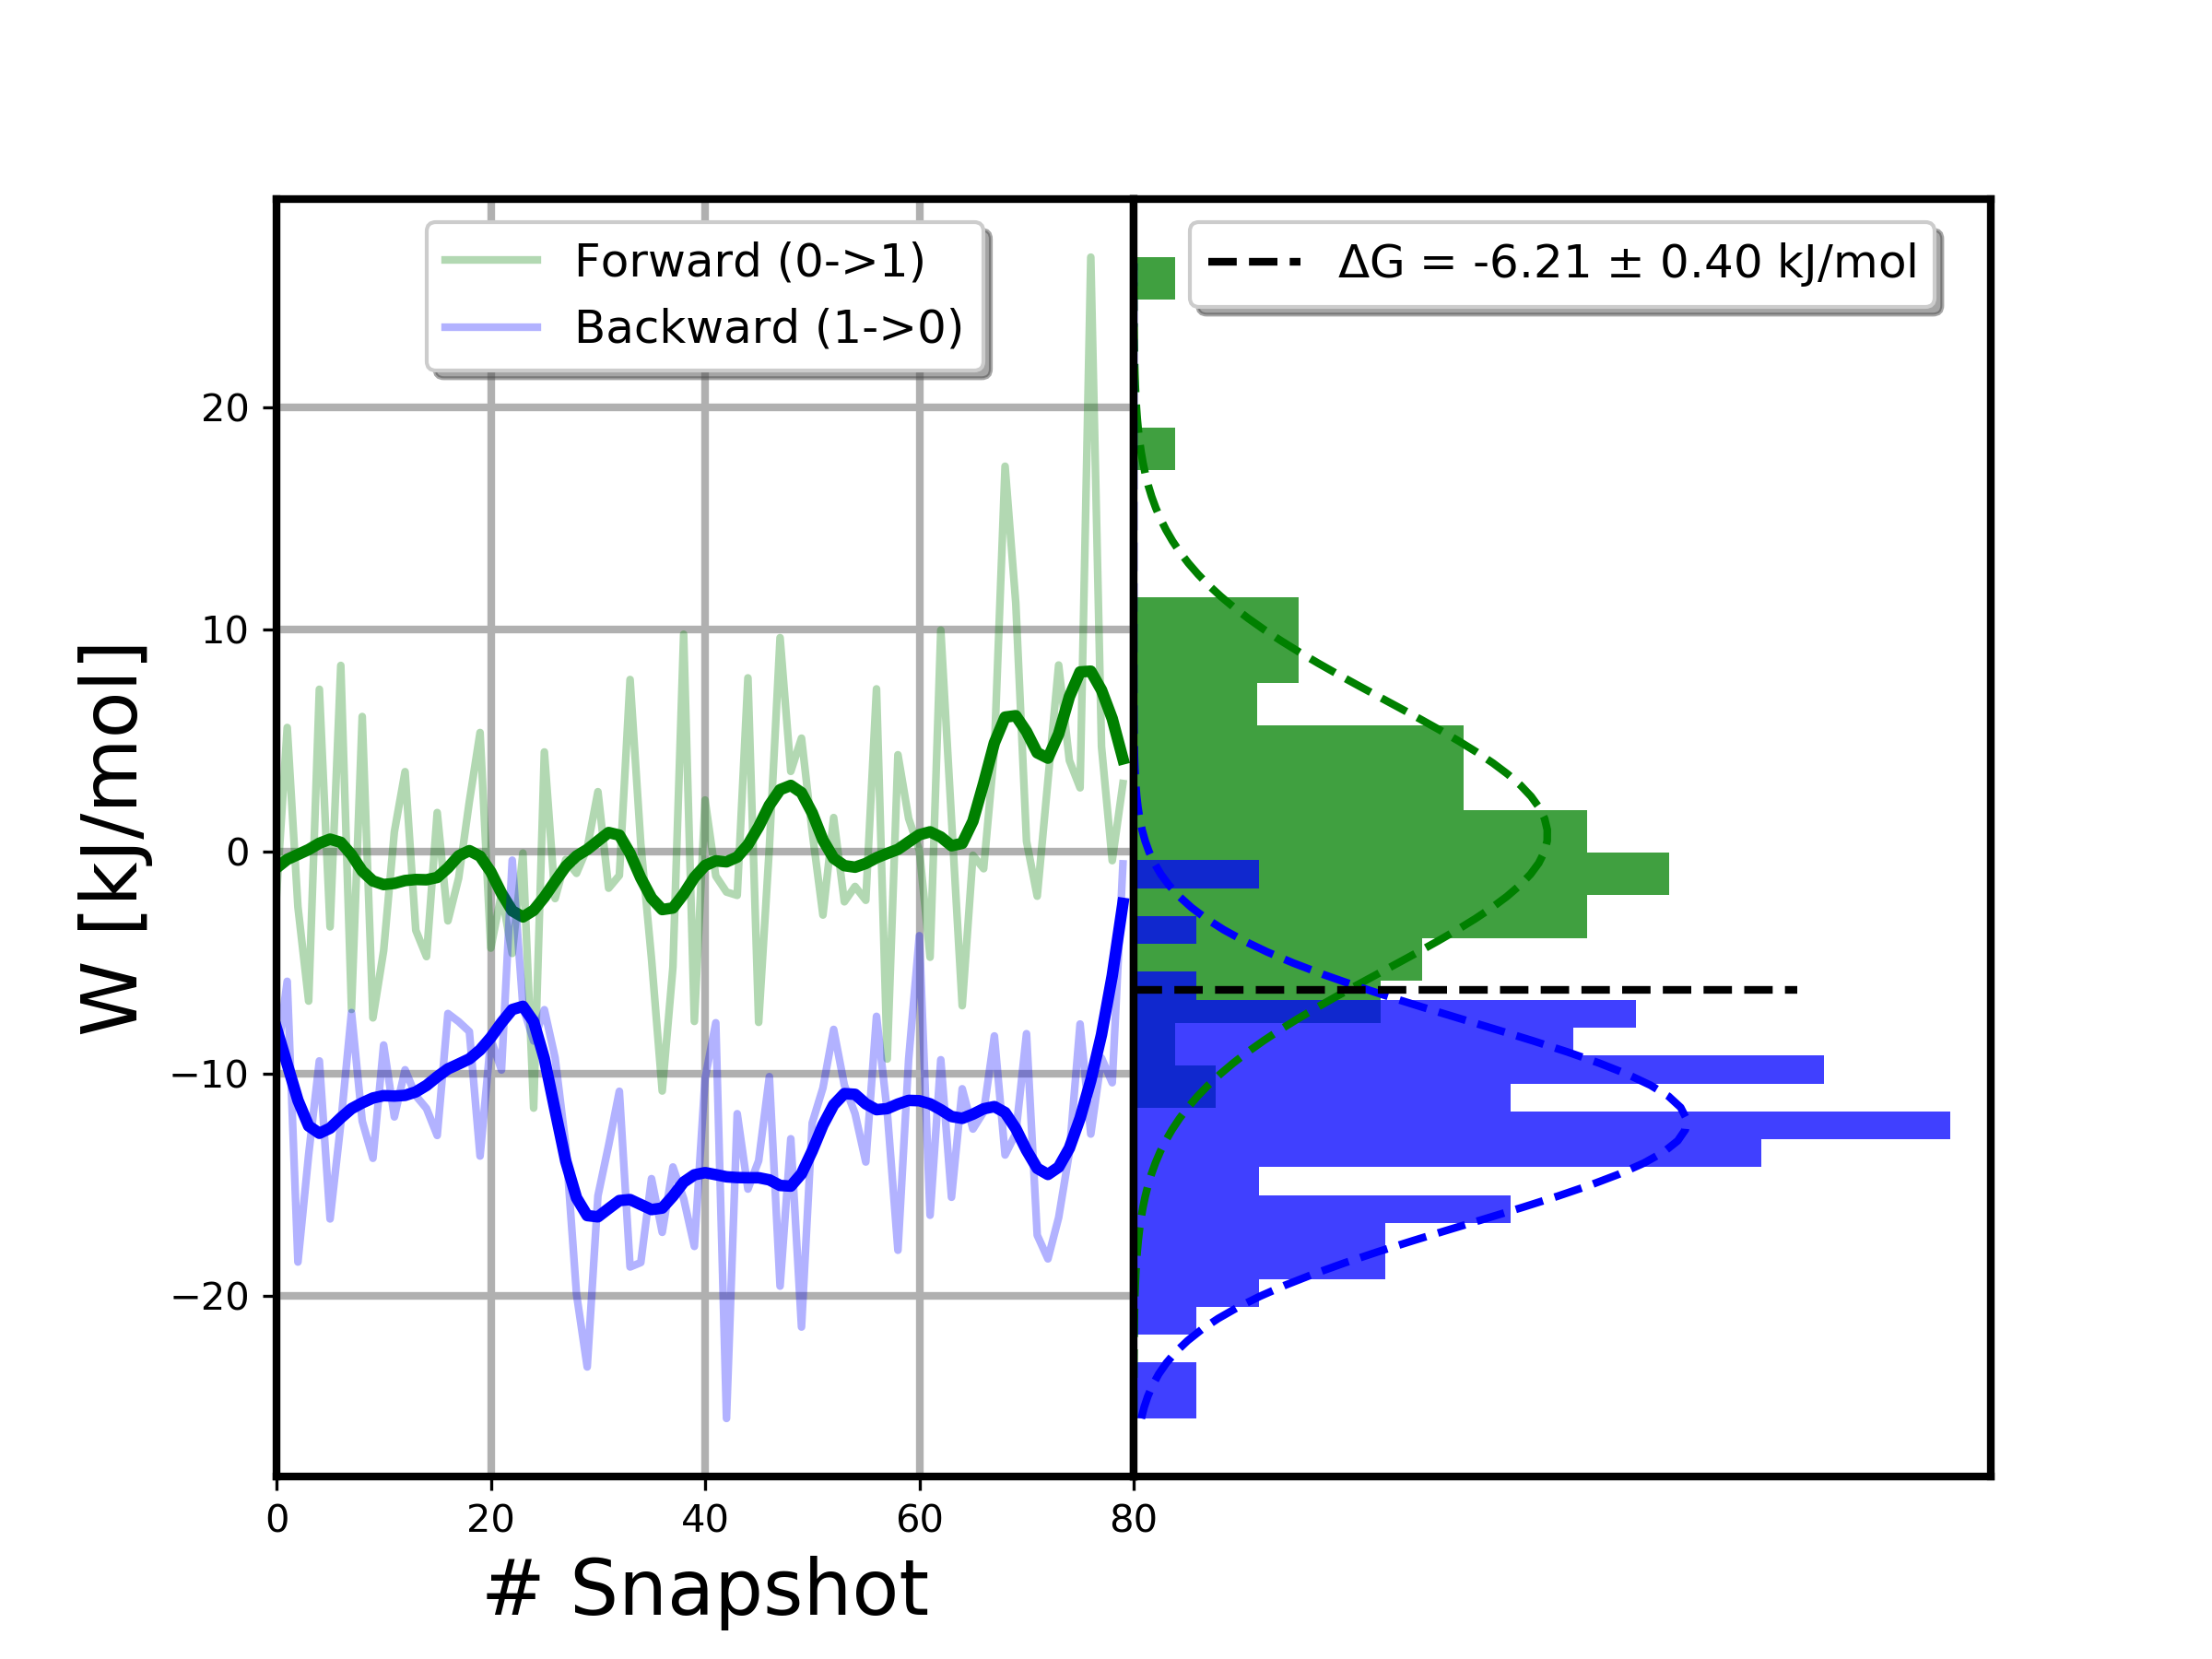 Forward (0->1)
Backward (1->0)
ΔG = -6.21 ± 0.40 kJ/mol
20
10
0
−10
−20
W [kJ/mol]
0 20 40 60 80
# Snapshot